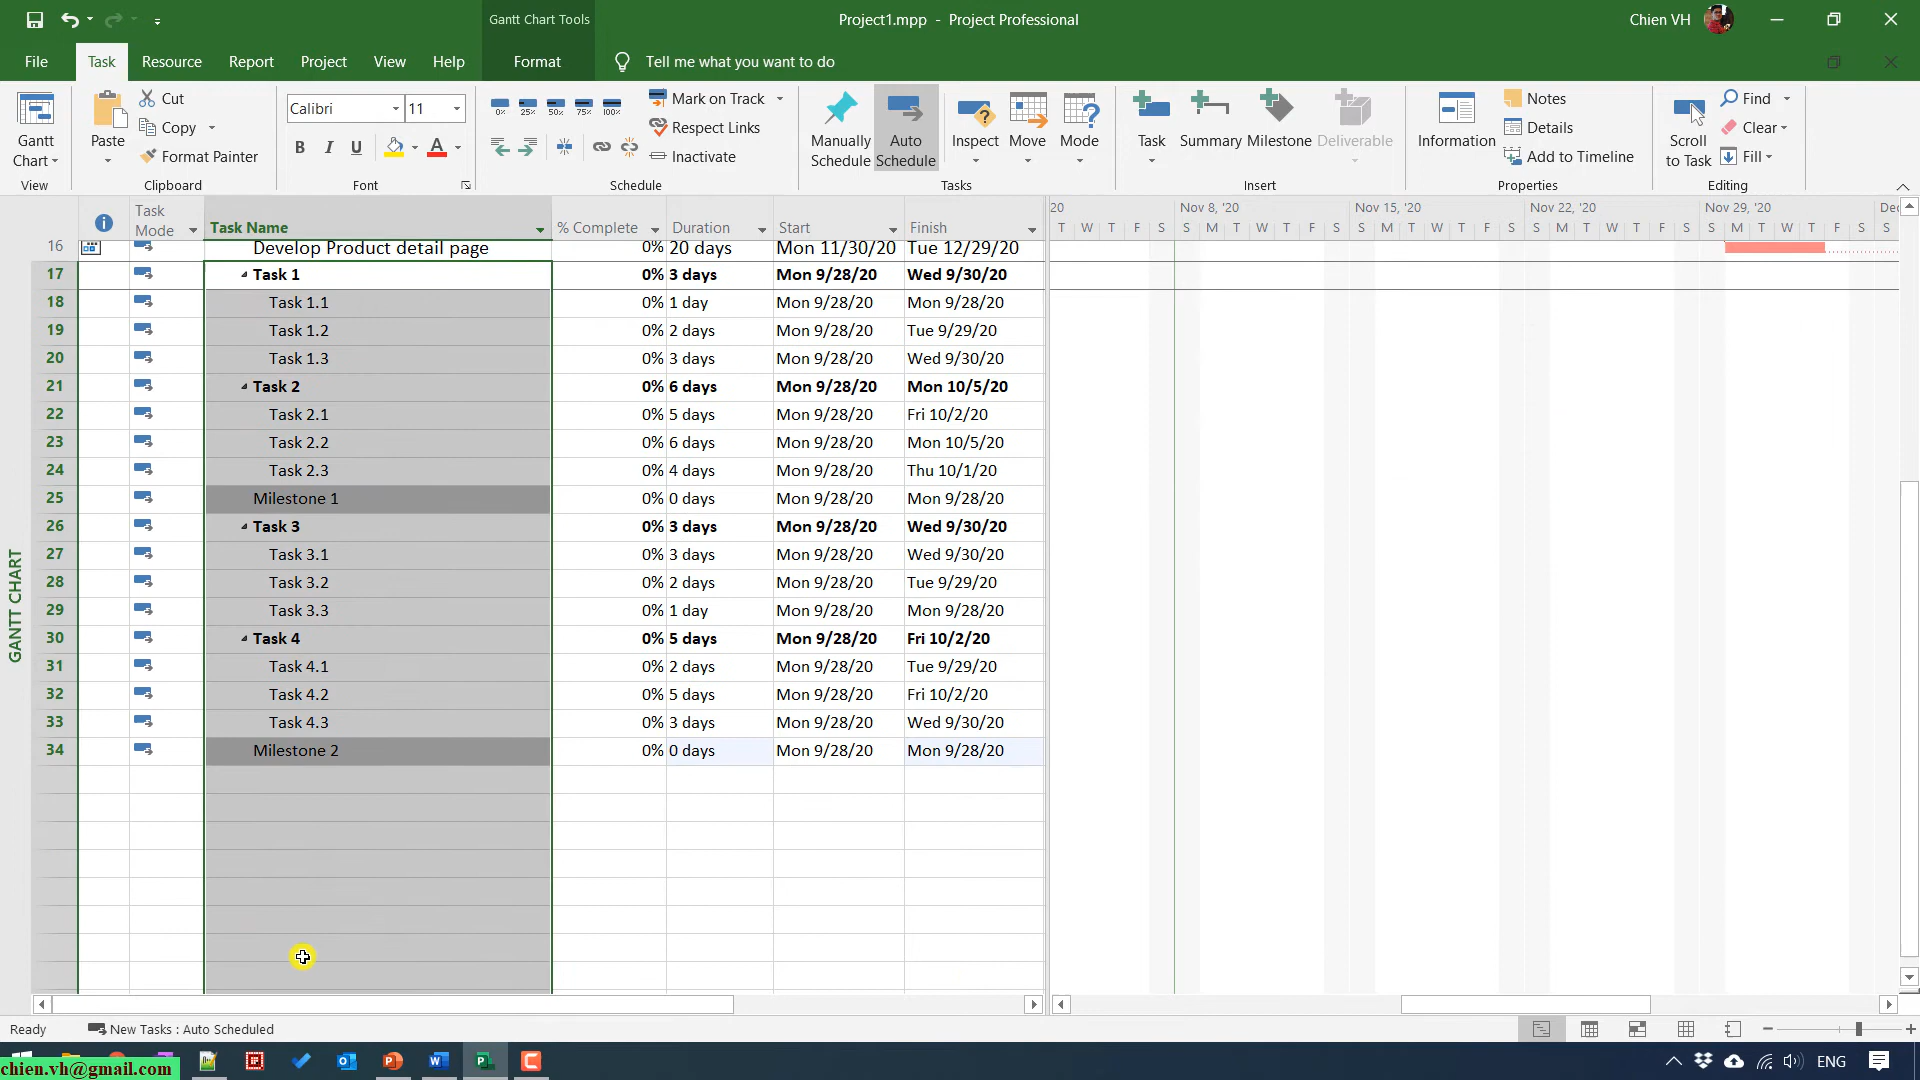 Gantt Chart Tools
Project1.mpp - Project Professional
Chien VH
File
Task
Resource
Report
Project
View
Help
Format
Tell me what you want to do
Gantt Chart
View
Paste
Cut
Copy
Format Painter
Clipboard
Calibri
11
B I U
A
Font
0% 25% 50% 75% 100%
Mark on Track
Respect Links
Inactivate
Schedule
Manually Schedule
Auto Schedule
Inspect
Move
Mode
Tasks
Task
Summary
Milestone
Deliverable
Insert
Information
Notes
Details
Add to Timeline
Properties
Scroll to Task
Find
Clear
Fill
Editing
Task Mode
Task Name
% Complete
Duration
Start
Finish
20
Nov 8, '20
Nov 15, '20
Nov 22, '20
Nov 29, '20
Dec
T W T F S S M T W T F S S M T W T F S S M T W T F S S M T W T F S S
16 Develop Product detail page 0% 20 days Mon 11/30/20 Tue 12/29/20
17 Task 1 0% 3 days Mon 9/28/20 Wed 9/30/20
18 Task 1.1 0% 1 day Mon 9/28/20 Mon 9/28/20
19 Task 1.2 0% 2 days Mon 9/28/20 Tue 9/29/20
20 Task 1.3 0% 3 days Mon 9/28/20 Wed 9/30/20
21 Task 2 0% 6 days Mon 9/28/20 Mon 10/5/20
22 Task 2.1 0% 5 days Mon 9/28/20 Fri 10/2/20
23 Task 2.2 0% 6 days Mon 9/28/20 Mon 10/5/20
24 Task 2.3 0% 4 days Mon 9/28/20 Thu 10/1/20
25 Milestone 1 0% 0 days Mon 9/28/20 Mon 9/28/20
26 Task 3 0% 3 days Mon 9/28/20 Wed 9/30/20
27 Task 3.1 0% 3 days Mon 9/28/20 Wed 9/30/20
28 Task 3.2 0% 2 days Mon 9/28/20 Tue 9/29/20
29 Task 3.3 0% 1 day Mon 9/28/20 Mon 9/28/20
30 Task 4 0% 5 days Mon 9/28/20 Fri 10/2/20
31 Task 4.1 0% 2 days Mon 9/28/20 Tue 9/29/20
32 Task 4.2 0% 5 days Mon 9/28/20 Fri 10/2/20
33 Task 4.3 0% 3 days Mon 9/28/20 Wed 9/30/20
34 Milestone 2 0% 0 days Mon 9/28/20 Mon 9/28/20
GANTT CHART
Ready
New Tasks : Auto Scheduled
chien.vh@gmail.com
ENG